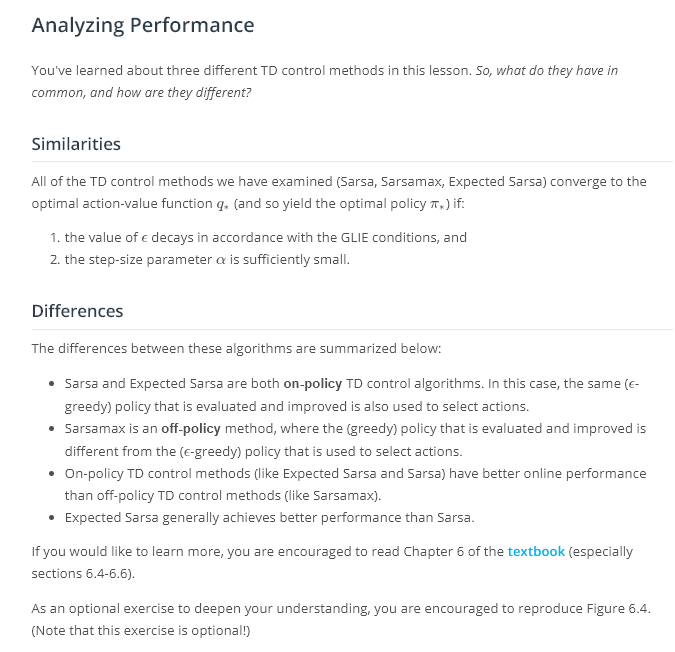 Analyzing Performance
You've learned about three different TD control methods in this lesson. So, what do they have in
common, and how are they different?
Similarities
All of the TD control methods we have examined (Sarsa, Sarsamax, Expected Sarsa) converge to the
optimal action-value function q* (and so yield the optimal policy π*) if:
1. the value of ϵ decays in accordance with the GLIE conditions, and
2. the step-size parameter α is sufficiently small.
Differences
The differences between these algorithms are summarized below:
• Sarsa and Expected Sarsa are both on-policy TD control algorithms. In this case, the same (ϵ-
greedy) policy that is evaluated and improved is also used to select actions.
• Sarsamax is an off-policy method, where the (greedy) policy that is evaluated and improved is
different from the (ϵ-greedy) policy that is used to select actions.
• On-policy TD control methods (like Expected Sarsa and Sarsa) have better online performance
than off-policy TD control methods (like Sarsamax).
• Expected Sarsa generally achieves better performance than Sarsa.
If you would like to learn more, you are encouraged to read Chapter 6 of the textbook (especially
sections 6.4-6.6).
As an optional exercise to deepen your understanding, you are encouraged to reproduce Figure 6.4.
(Note that this exercise is optional!)